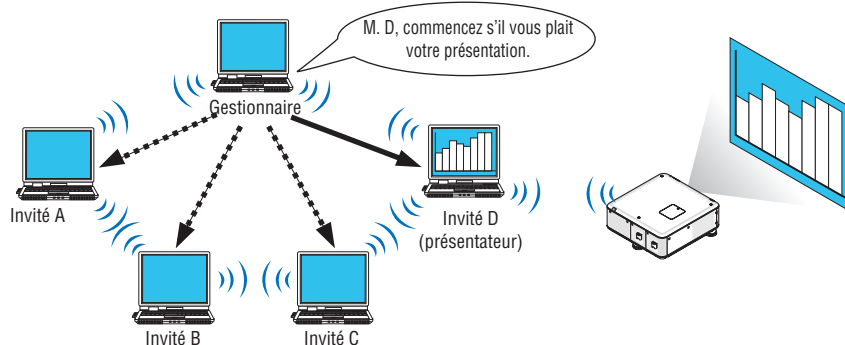 M. D, commencez s'il vous plait
votre présentation.
Gestionnaire
Invité A
Invité D
(présentateur)
Invité B
Invité C